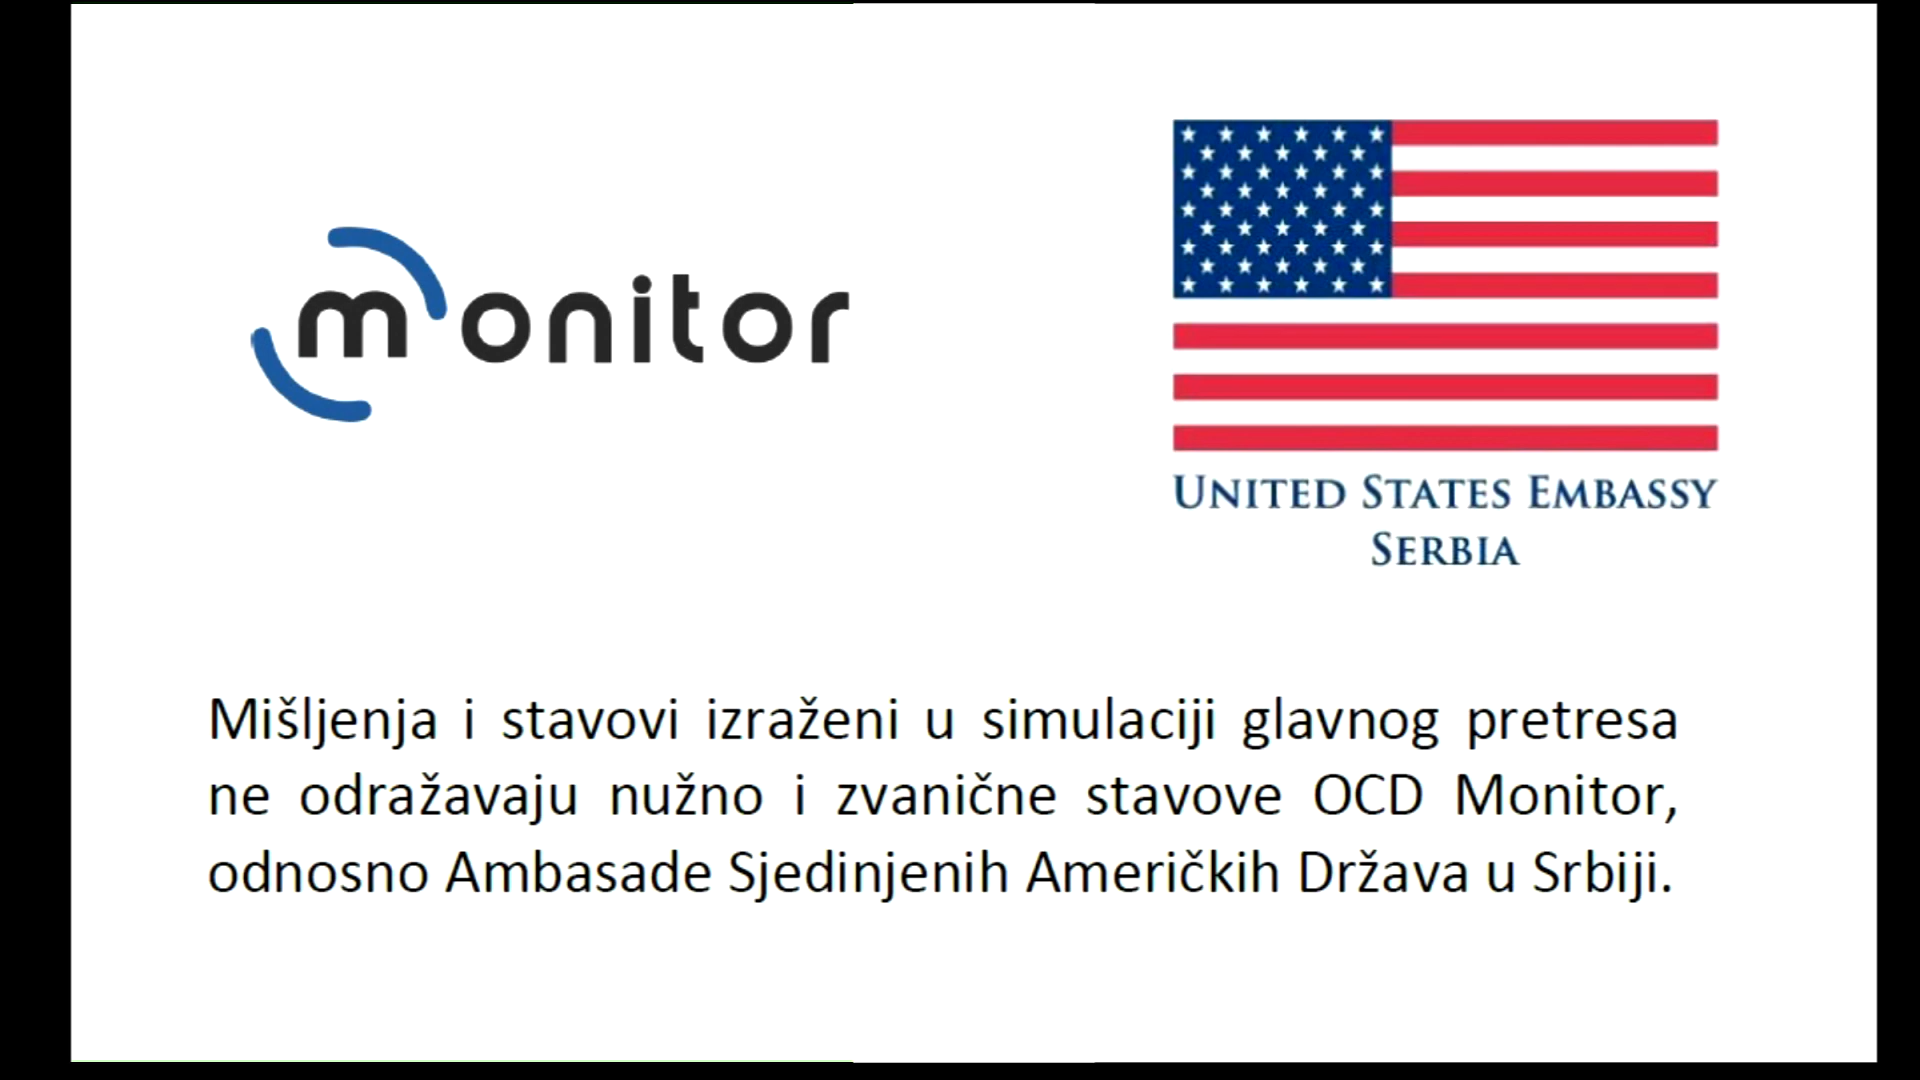 monitor
UNITED STATES EMBASSY
SERBIA
Mišljenja i stavovi izraženi u simulaciji glavnog pretresa
ne odražavaju nužno i zvanične stavove OCD Monitor,
odnosno Ambasade Sjedinjenih Američkih Država u Srbiji.